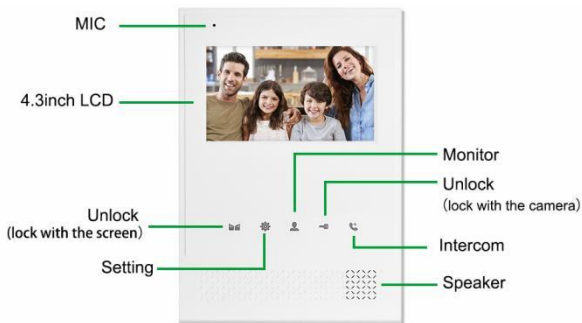 MIC
4.3inch LCD
Monitor
Unlock
(lock with the camera)
Unlock
(lock with the screen)
Intercom
Setting
Speaker